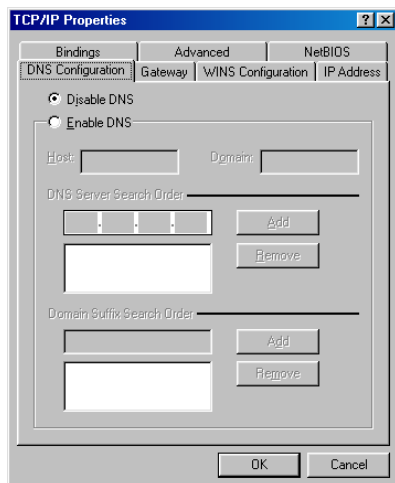 TCP/IP Properties
Bindings Advanced NetBIOS
DNS Configuration Gateway WINS Configuration IP Address
Disable DNS
Enable DNS
Host: Domain:
DNS Server Search Order
Add
Remove
Domain Suffix Search Order
Add
Remove
OK Cancel